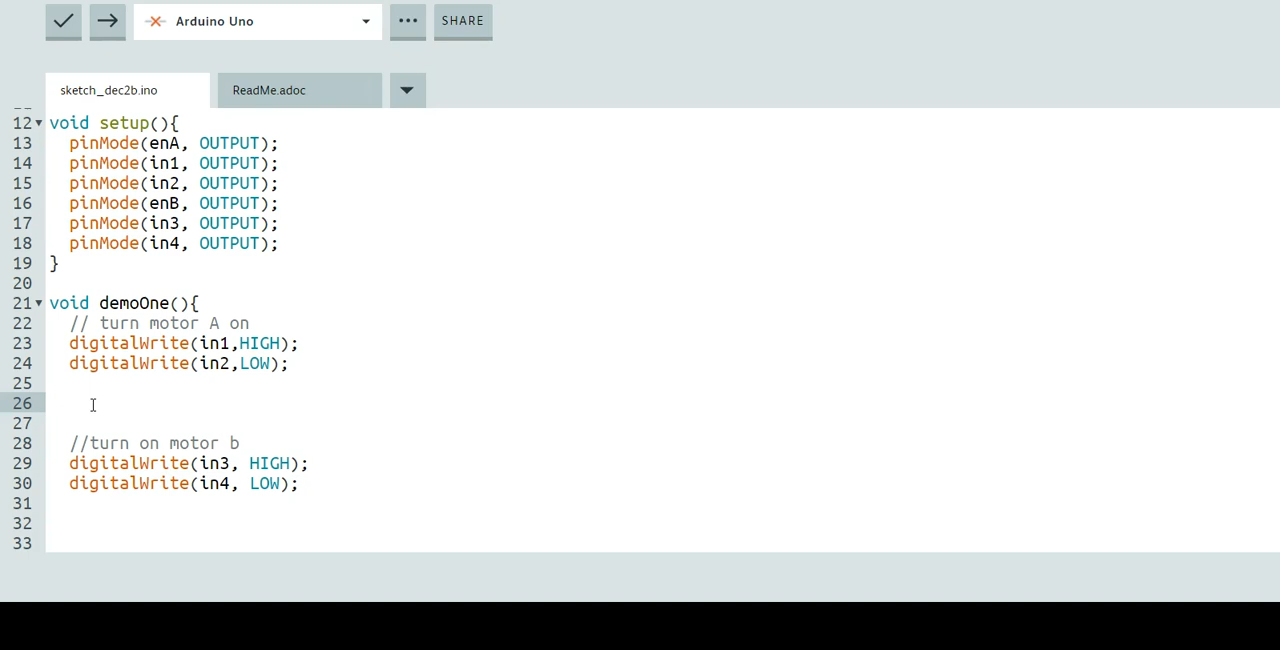 Arduino Uno
SHARE
sketch_dec2b.ino
ReadMe.adoc
12 void setup(){
13 pinMode(enA, OUTPUT);
14 pinMode(in1, OUTPUT);
15 pinMode(in2, OUTPUT);
16 pinMode(enB, OUTPUT);
17 pinMode(in3, OUTPUT);
18 pinMode(in4, OUTPUT);
19 }
20
21 void demoOne(){
22 // turn motor A on
23 digitalWrite(in1,HIGH);
24 digitalWrite(in2,LOW);
25
26
27
28 //turn on motor b
29 digitalWrite(in3, HIGH);
30 digitalWrite(in4, LOW);
31
32
33